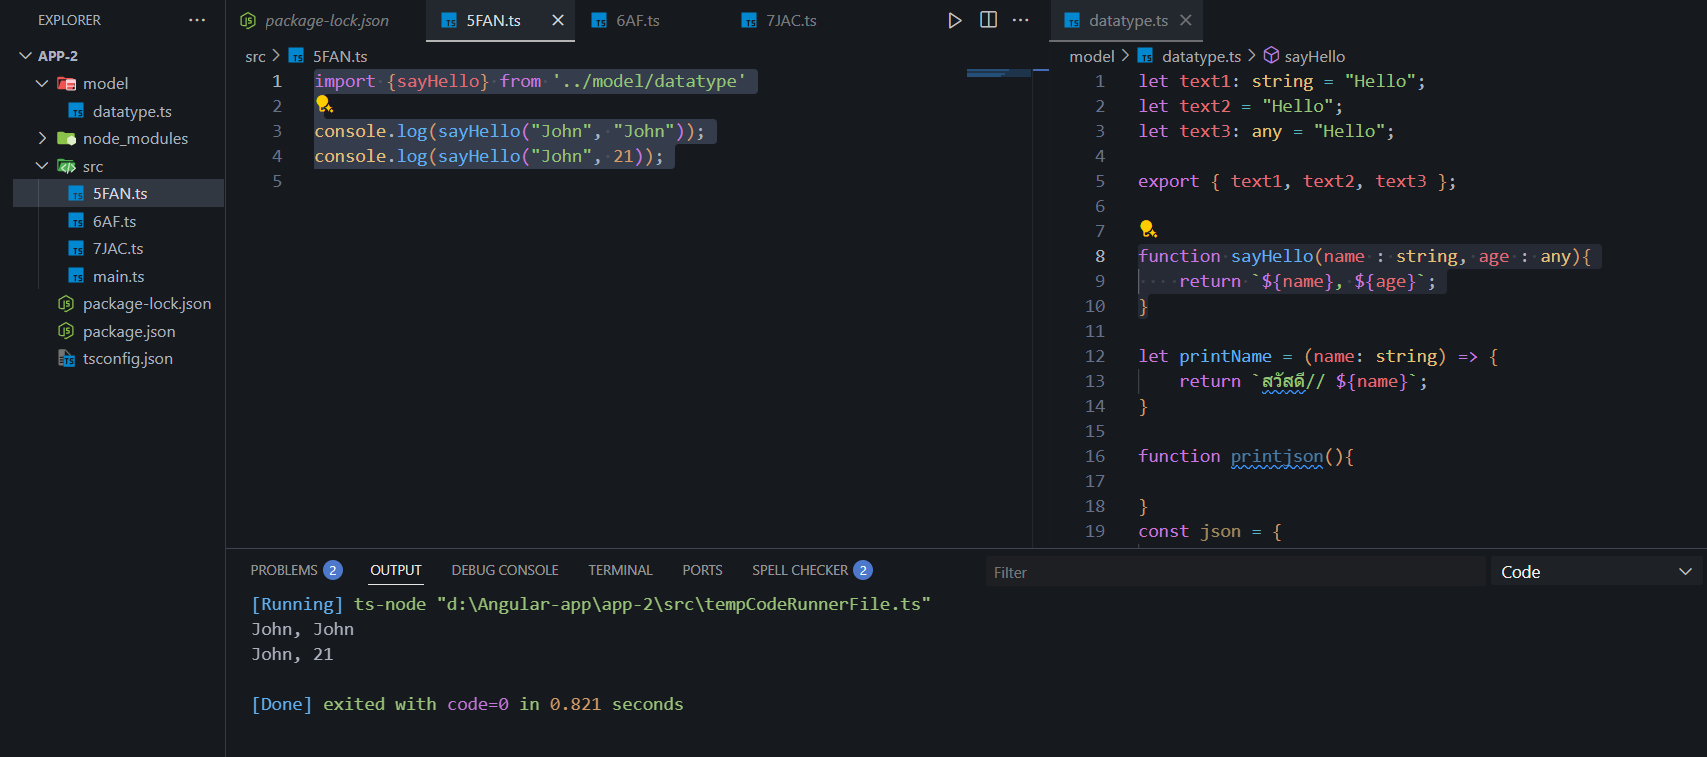 EXPLORER ···
APP-2
model
datatype.ts
node_modules
src
5FAN.ts
6AF.ts
7JAC.ts
main.ts
package-lock.json
package.json
tsconfig.json
package-lock.json 5FAN.ts 6AF.ts 7JAC.ts
src > 5FAN.ts
1 import {sayHello} from '../model/datatype'
2
3 console.log(sayHello("John", "John"));
4 console.log(sayHello("John", 21));
5
datatype.ts
model > datatype.ts > sayHello
1 let text1: string = "Hello";
2 let text2 = "Hello";
3 let text3: any = "Hello";
4
5 export { text1, text2, text3 };
6
7
8 function sayHello(name : string, age : any){
9 return `${name}, ${age}`;
10 }
11
12 let printName = (name: string) => {
13 return `สวัสดี// ${name}`;
14 }
15
16 function printjson(){
17
18 }
19 const json = {
PROBLEMS 2 OUTPUT DEBUG CONSOLE TERMINAL PORTS SPELL CHECKER 2 Filter Code
[Running] ts-node "d:\Angular-app\app-2\src\tempCodeRunnerFile.ts"
John, John
John, 21
[Done] exited with code=0 in 0.821 seconds